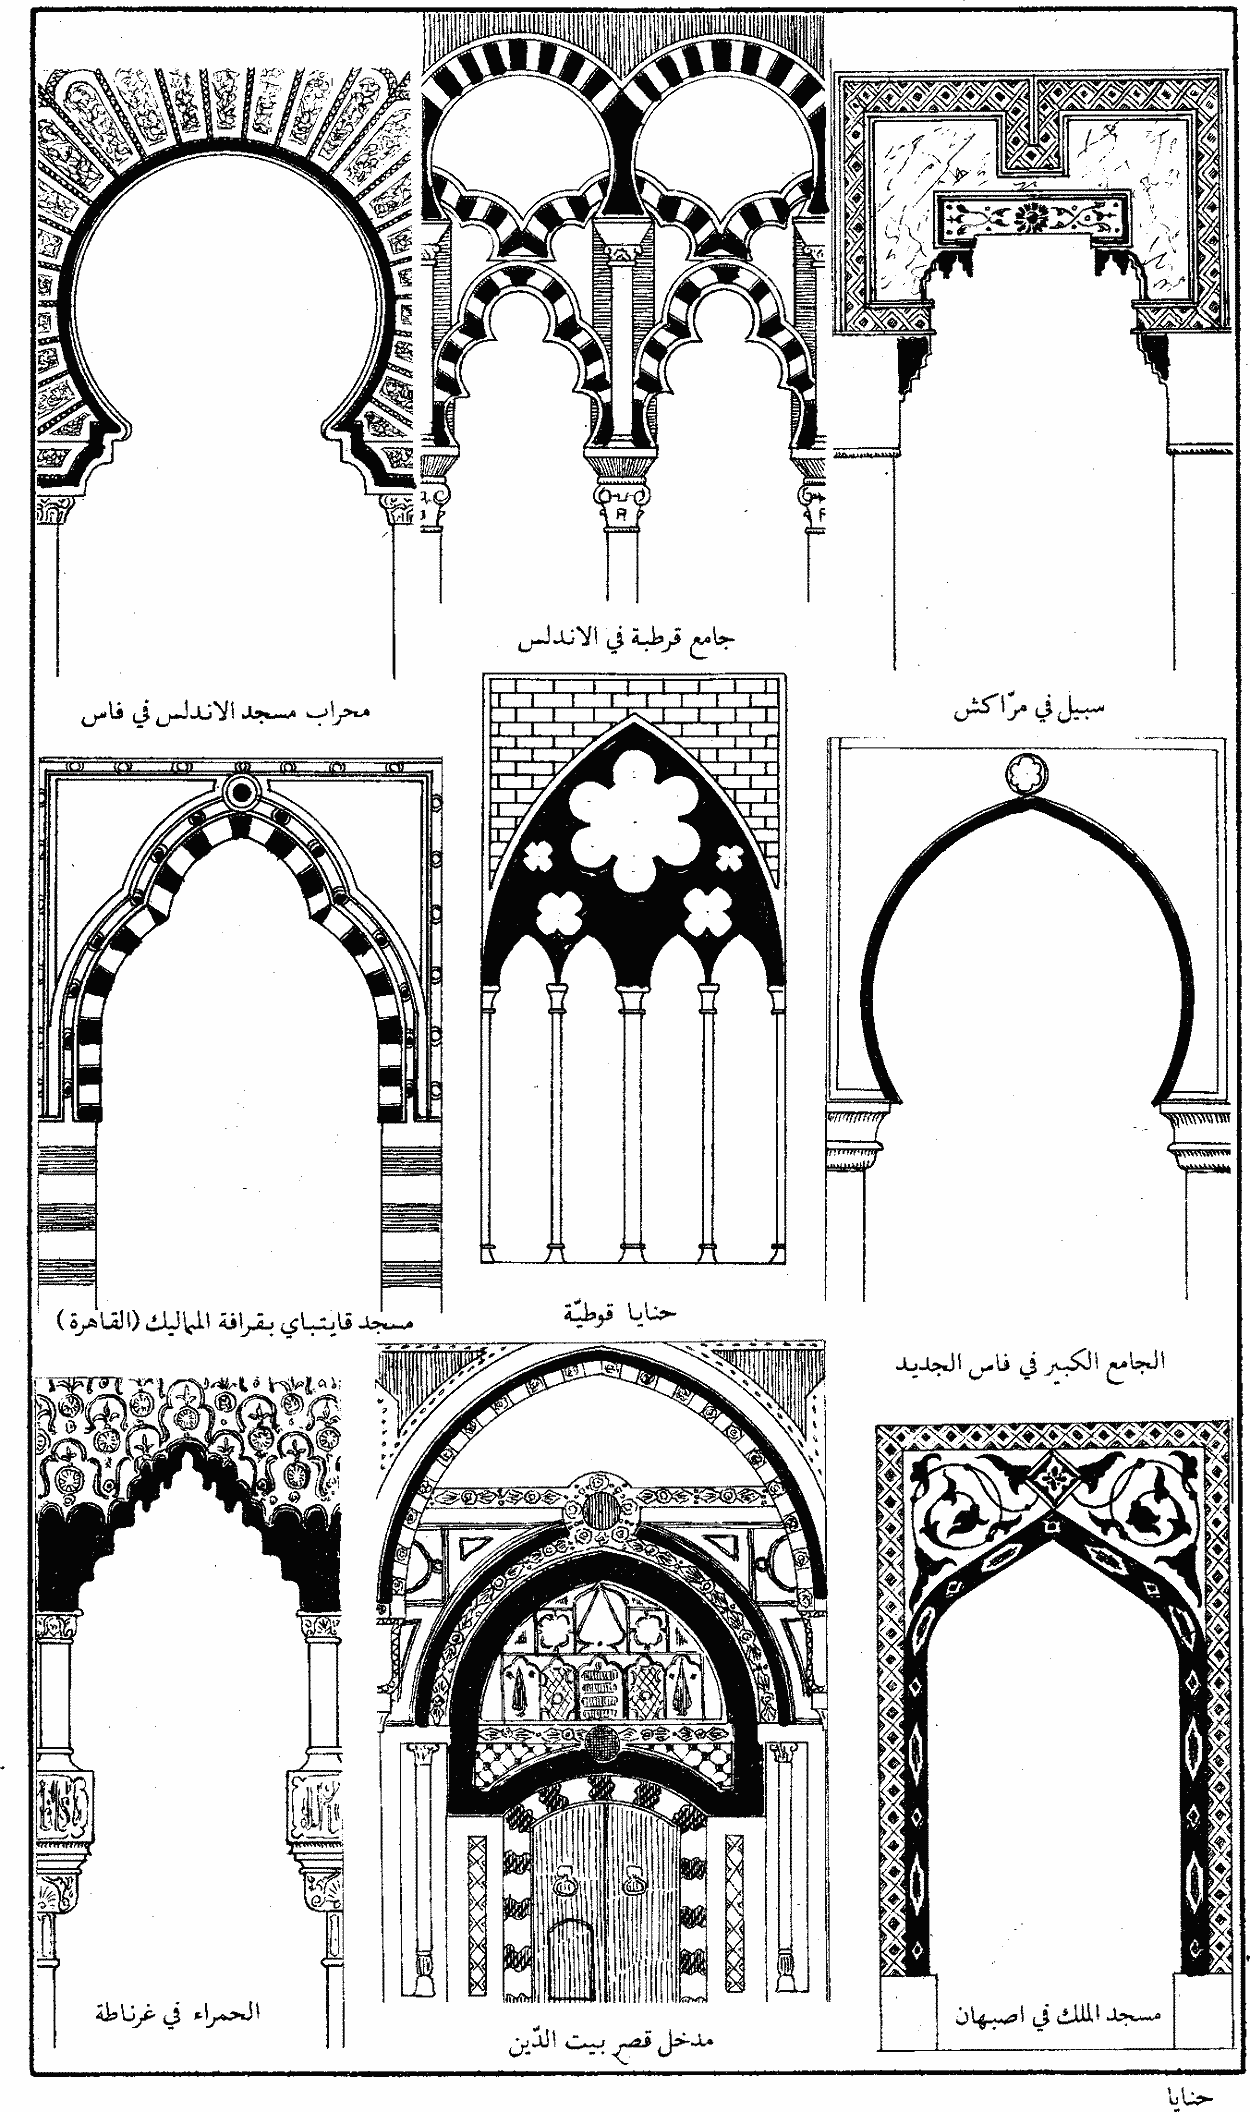 جامع قرطبة في الاندلس
سبيل في مرّاكش
محراب مسجد الاندلس في فاس
حنايا قوطيّة
مسجد قايتباي بقرافة المماليك (القاهرة)
الجامع الكبير في فاس الجديد
مسجد الملك في اصبهان
الحمراء في غرناطة
مدخل قصر بيت الدّين
حنايا